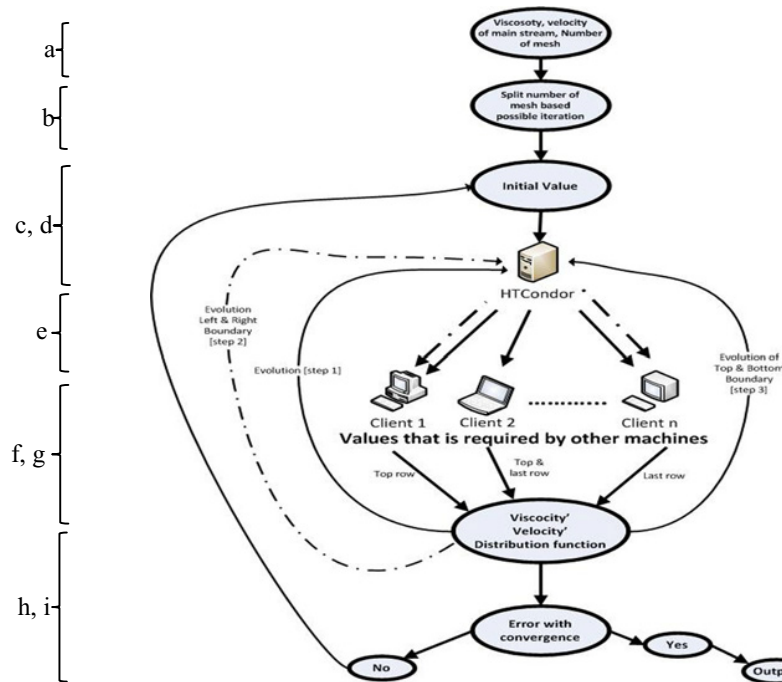 a
Viscosoty, velocity
of main stream, Number
of mesh
b
Split number of
mesh based
possible iteration
c, d
Initial Value
HTCondor
e
Evolution
Left & Right
Boundary
[step 2]
Evolution [step 1]
Evolution of
Top & Bottom
Boundary
[step 3]
f, g
Client 1
Client 2
Client n
Values that is required by other machines
Top row
Top &
last row
Last row
Viscocity'
Velocity'
Distribution function
h, i
Error with
convergence
No
Yes
Outp